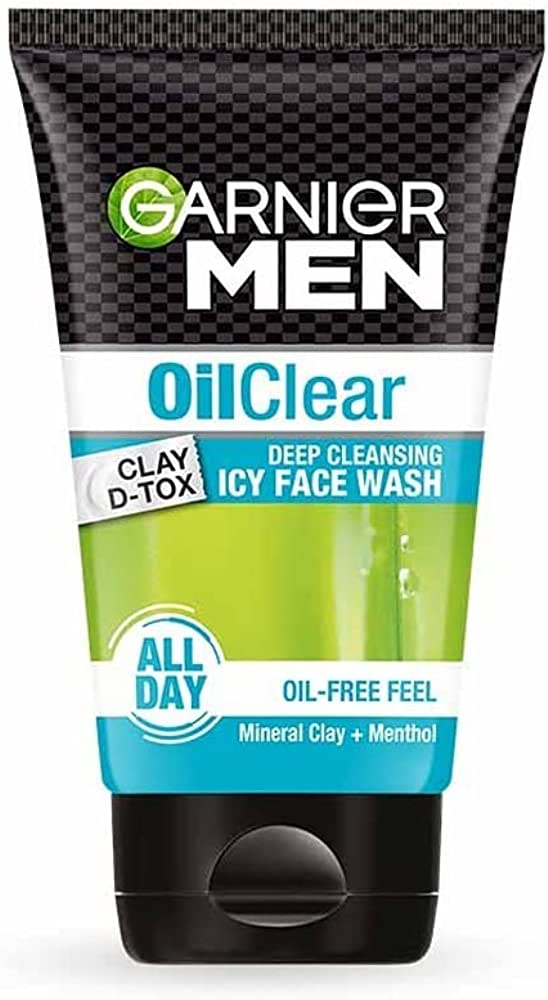 GARNIER
MEN
OilClear
CLAY
D-TOX
DEEP CLEANSING
ICY FACE WASH
ALL
DAY
OIL-FREE FEEL
Mineral Clay + Menthol